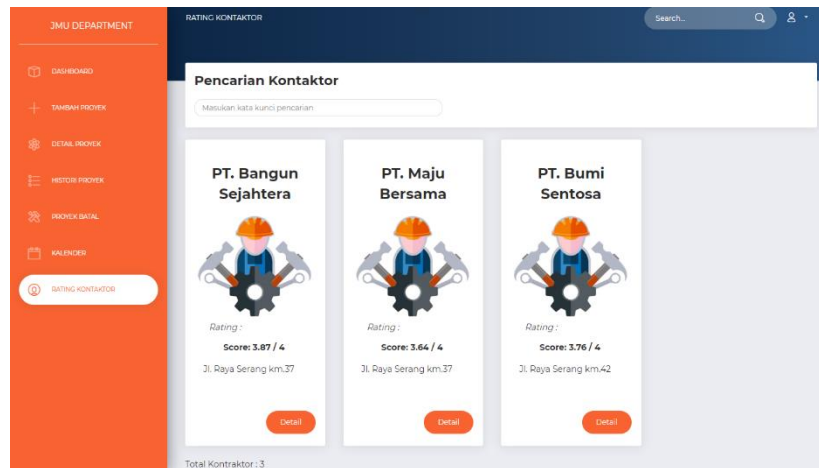 JMU DEPARTMENT
DASHBOARD
TAMBAH PROYEK
DETAIL PROYEK
HISTORI PROYEK
PROYEK BATAL
KALENDER
RATING KONTAKTOR
RATING KONTAKTOR
Search...
Pencarian Kontaktor
Masukan kata kunci pencarian
PT. Bangun
Sejahtera
Rating :
Score: 3.87 / 4
Jl. Raya Serang km.37
Detail
PT. Maju
Bersama
Rating :
Score: 3.64 / 4
Jl. Raya Serang km.37
Detail
PT. Bumi
Sentosa
Rating :
Score: 3.76 / 4
Jl. Raya Serang km.42
Detail
Total Kontraktor : 3